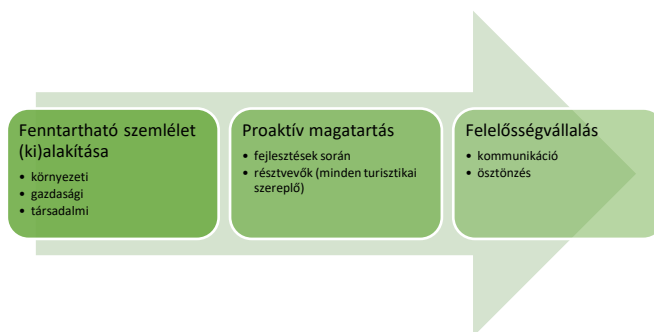 Fenntartható szemlélet
(ki)alakítása
• környezeti
• gazdasági
• társadalmi
Proaktív magatartás
• fejlesztések során
• résztvevők (minden turisztikai
szereplő)
Felelősségvállalás
• kommunikáció
• ösztönzés